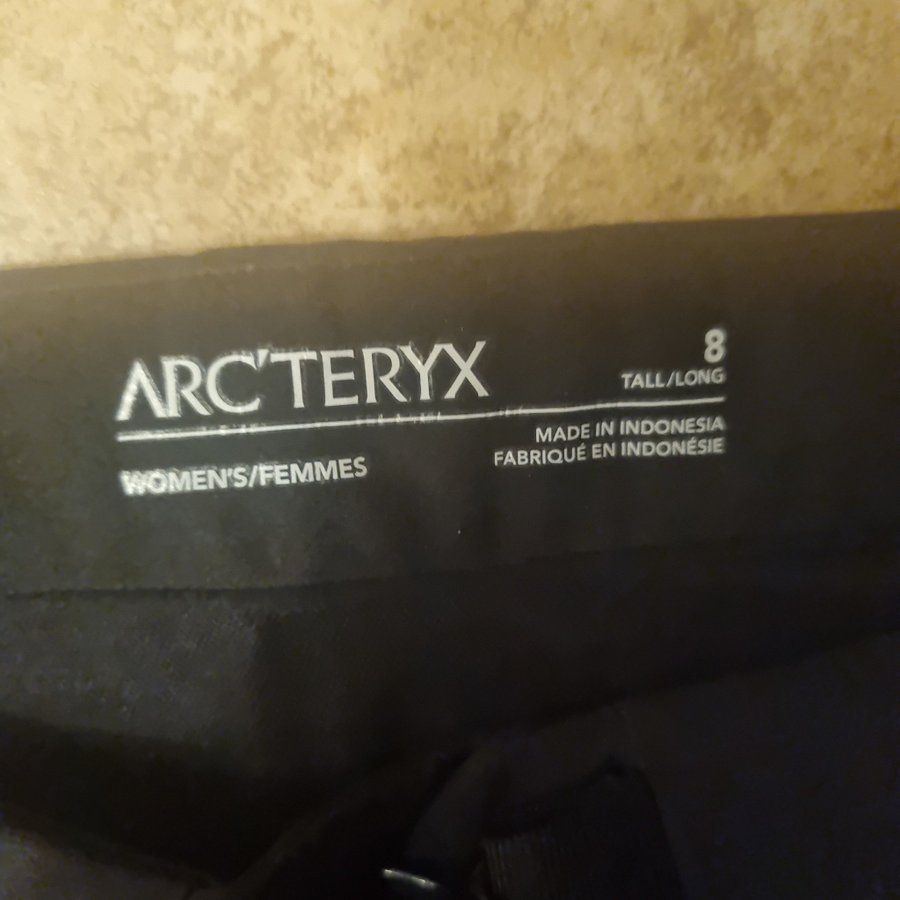 ARC'TERYX
8
TALL/LONG
WOMEN'S/FEMMES
MADE IN INDONESIA
FABRIQUÉ EN INDONÉSIE